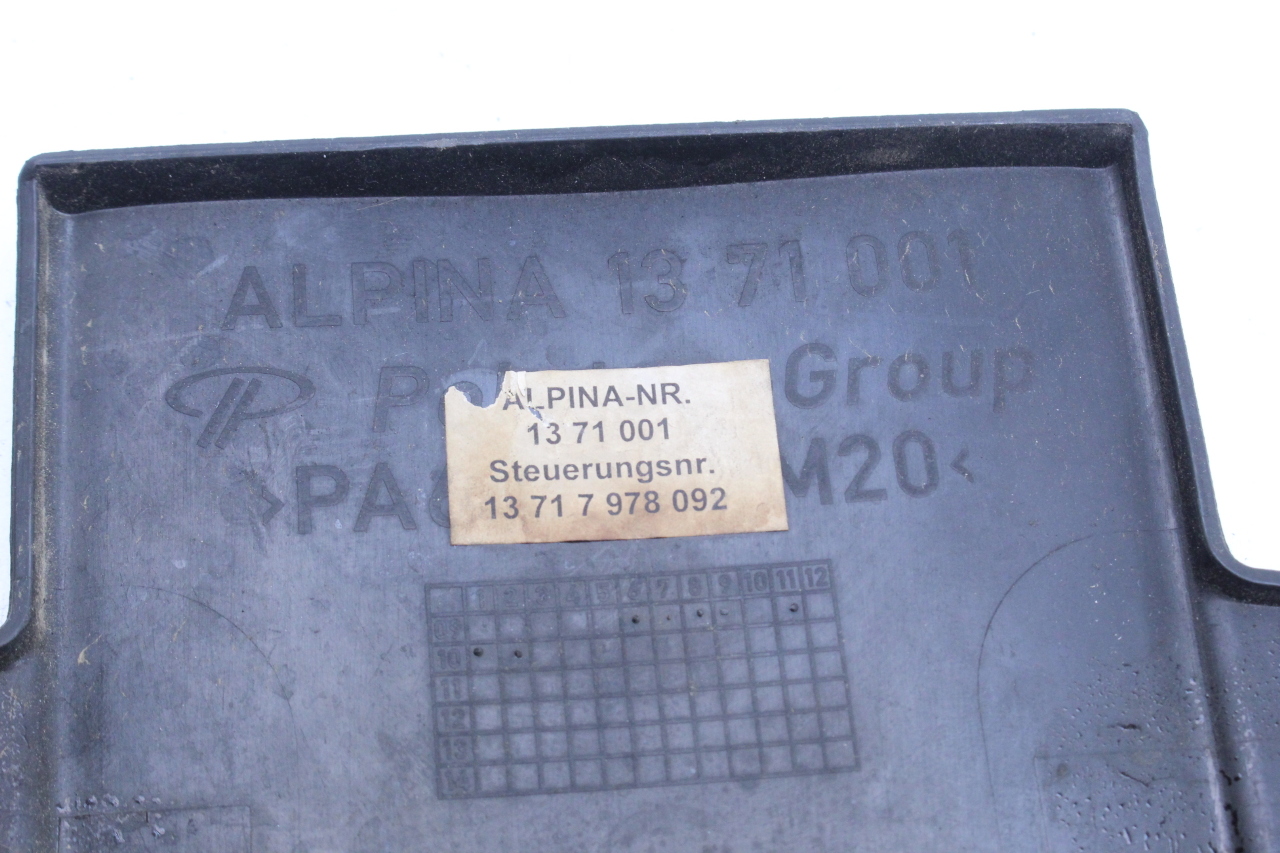 ALPINA 13 71 001
Group
M20<
ALPINA-NR.
13 71 001
Steuerungsnr.
13 71 7 978 092
1 2 3 4 5 6 7 8 9 10 11 12
09
10
11
12
13
14